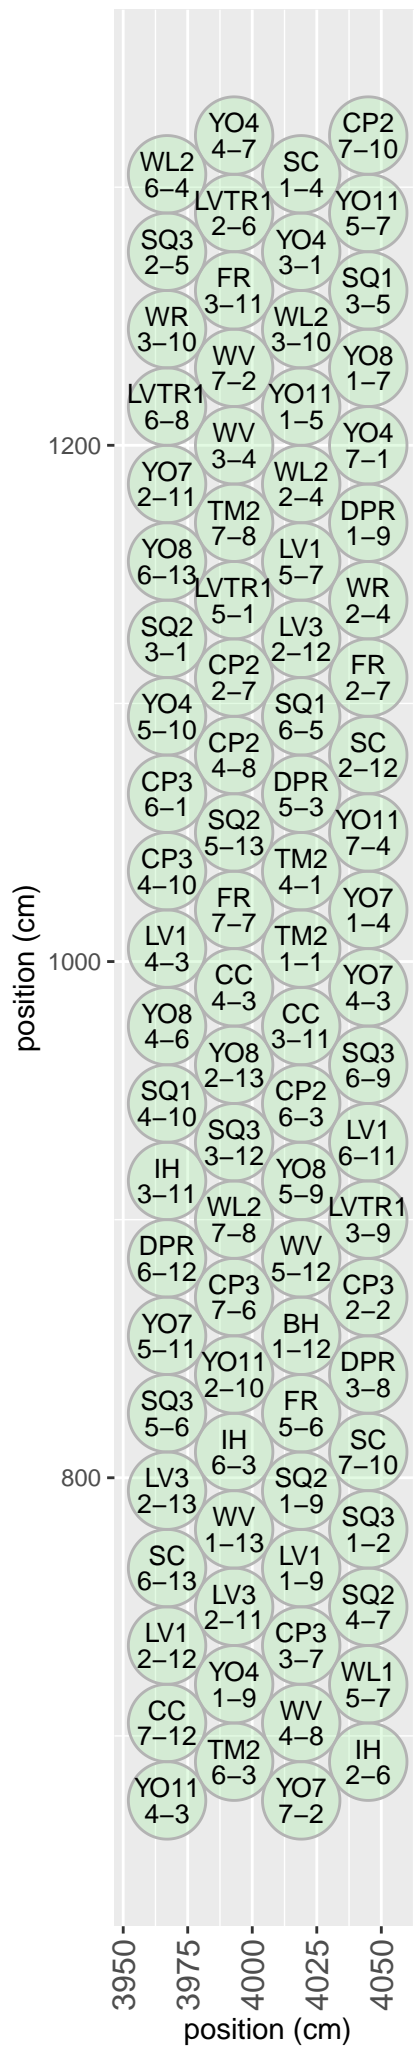 YO4
4–7
CP2
7–10
WL2
6–4
SC
1–4
LVTR1
2–6
YO11
5–7
SQ3
2–5
YO4
3–1
FR
3–11
SQ1
3–5
WR
3–10
WL2
3–10
WV
7–2
YO8
1–7
LVTR1
6–8
YO11
1–5
WV
3–4
YO4
7–1
YO7
2–11
WL2
2–4
TM2
7–8
DPR
1–9
YO8
6–13
LV1
5–7
LVTR1
5–1
WR
2–4
SQ2
3–1
LV3
2–12
CP2
2–7
FR
2–7
YO4
5–10
SQ1
6–5
CP2
4–8
SC
2–12
CP3
6–1
DPR
5–3
SQ2
5–13
YO11
7–4
CP3
4–10
TM2
4–1
FR
7–7
YO7
1–4
LV1
4–3
TM2
1–1
CC
4–3
YO7
4–3
YO8
4–6
CC
3–11
YO8
2–13
SQ3
6–9
SQ1
4–10
CP2
6–3
SQ3
3–12
LV1
6–11
IH
3–11
YO8
5–9
WL2
7–8
LVTR1
3–9
DPR
6–12
WV
5–12
CP3
7–6
CP3
2–2
YO7
5–11
BH
1–12
YO11
2–10
DPR
3–8
SQ3
5–6
FR
5–6
IH
6–3
SC
7–10
LV3
2–13
SQ2
1–9
WV
1–13
SQ3
1–2
SC
6–13
LV1
1–9
LV3
2–11
SQ2
4–7
LV1
2–12
CP3
3–7
YO4
1–9
WL1
5–7
CC
7–12
WV
4–8
TM2
6–3
IH
2–6
YO11
4–3
YO7
7–2
1200
1000
800
position (cm)
3950
3975
4000
4025
4050
position (cm)